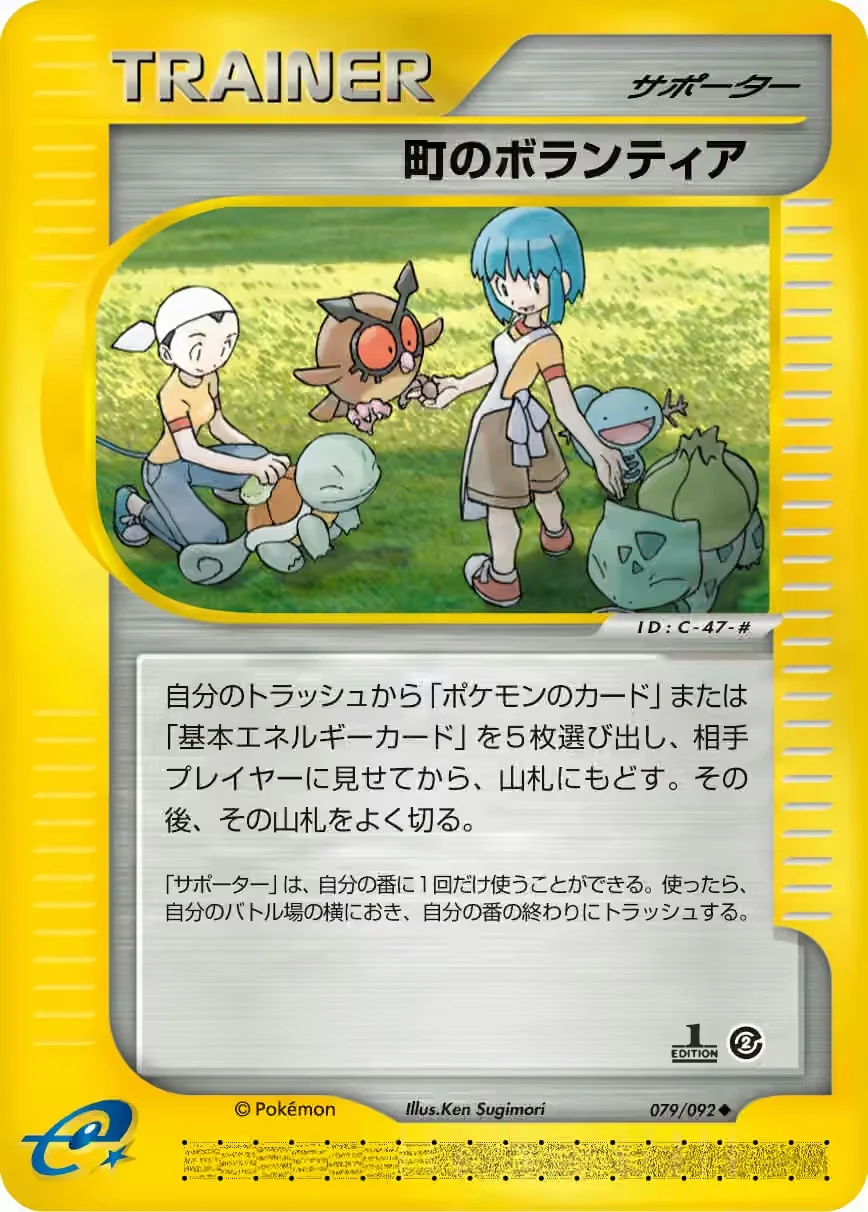 TRAINER
サポーター
町のボランティア
ID : C-47-#
自分のトラッシュから「ポケモンのカード」または
「基本エネルギーカード」を5枚選び出し、相手
プレイヤーに見せてから、山札にもどす。その
後、その山札をよく切る。
「サポーター」は、自分の番に1回だけ使うことができる。使ったら、
自分のバトル場の横におき、自分の番の終わりにトラッシュする。
1
EDITION
2
© Pokémon
Illus.Ken Sugimori
079/092◆
e